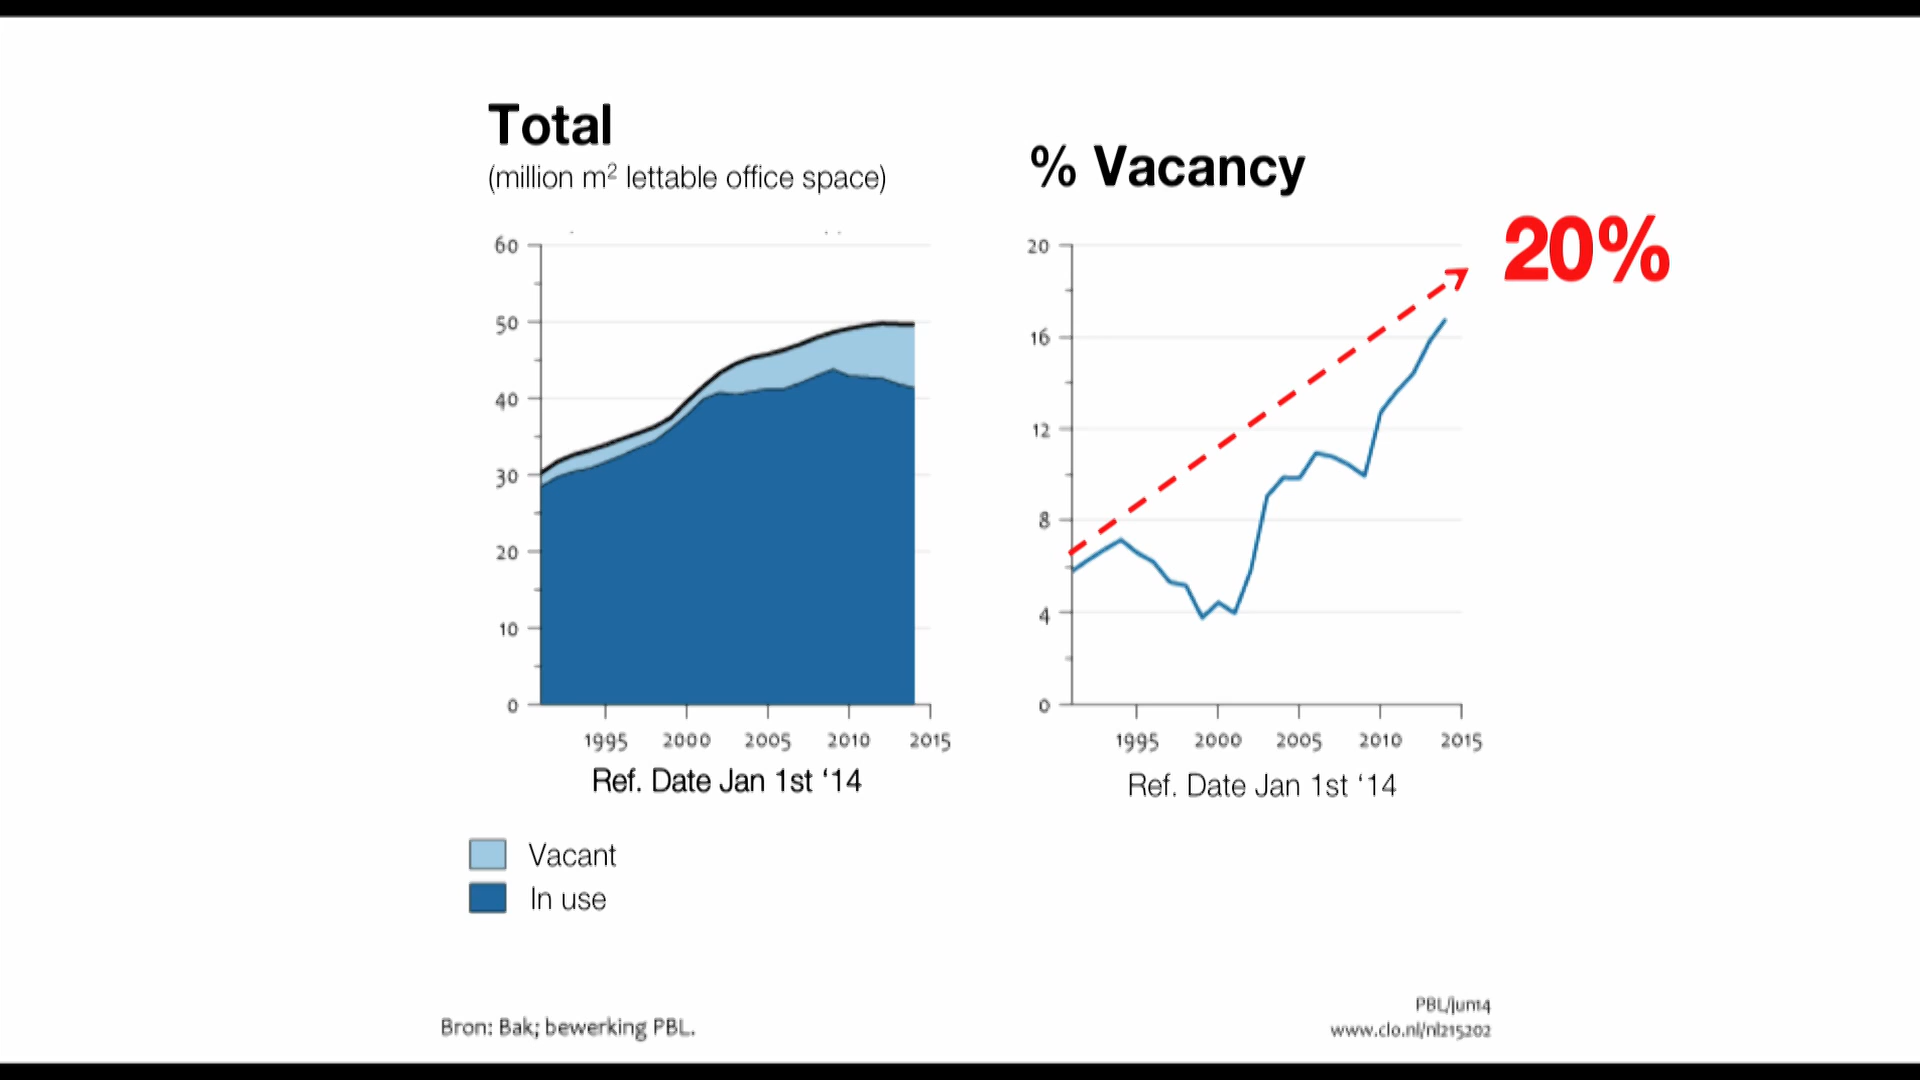 Total
(million m² lettable office space)
60
50
40
30
20
10
0
1995 2000 2005 2010 2015
Ref. Date Jan 1st ‘14
Vacant
In use
% Vacancy
20%
20
16
12
8
4
0
1995 2000 2005 2010 2015
Ref. Date Jan 1st ‘14
Bron: Bak; bewerking PBL.
PBL/jun14
www.clo.nl/nl215202